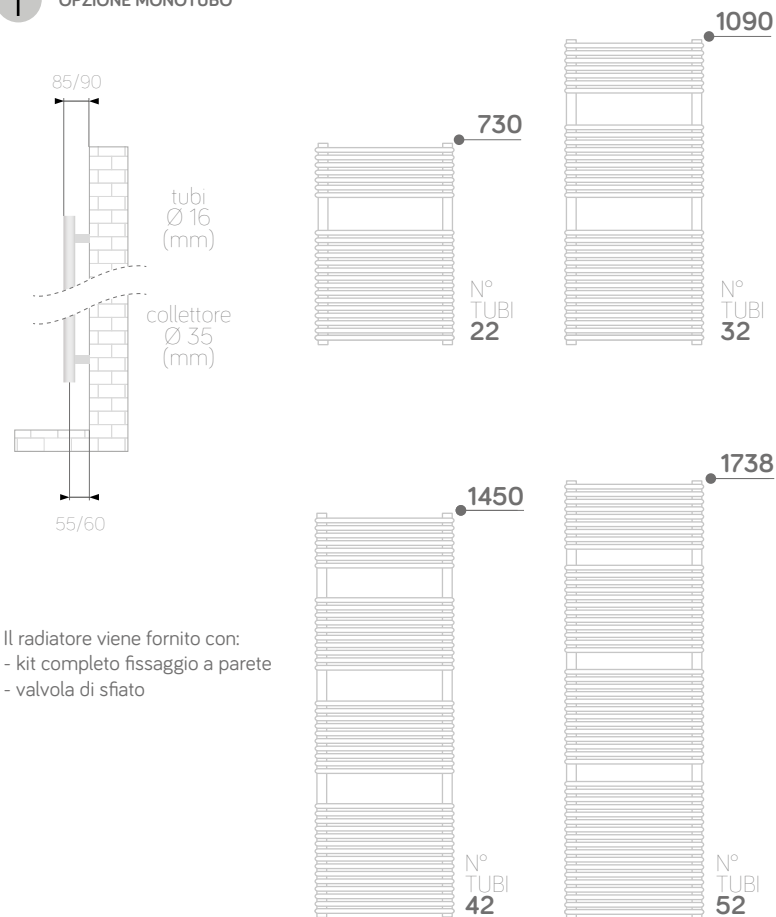 1
OPZIONE MONOTUBO
85/90
tubi
Ø 16
(mm)
collettore
Ø 35
(mm)
55/60
730
N°
TUBI
22
1090
N°
TUBI
32
Il radiatore viene fornito con:
- kit completo fissaggio a parete
- valvola di sfiato
1450
N°
TUBI
42
1738
N°
TUBI
52